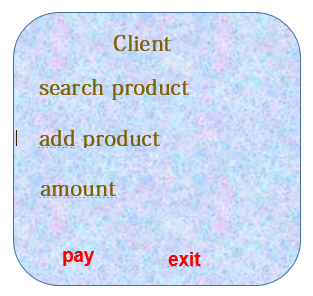 Client
search product
add product
amount
pay exit